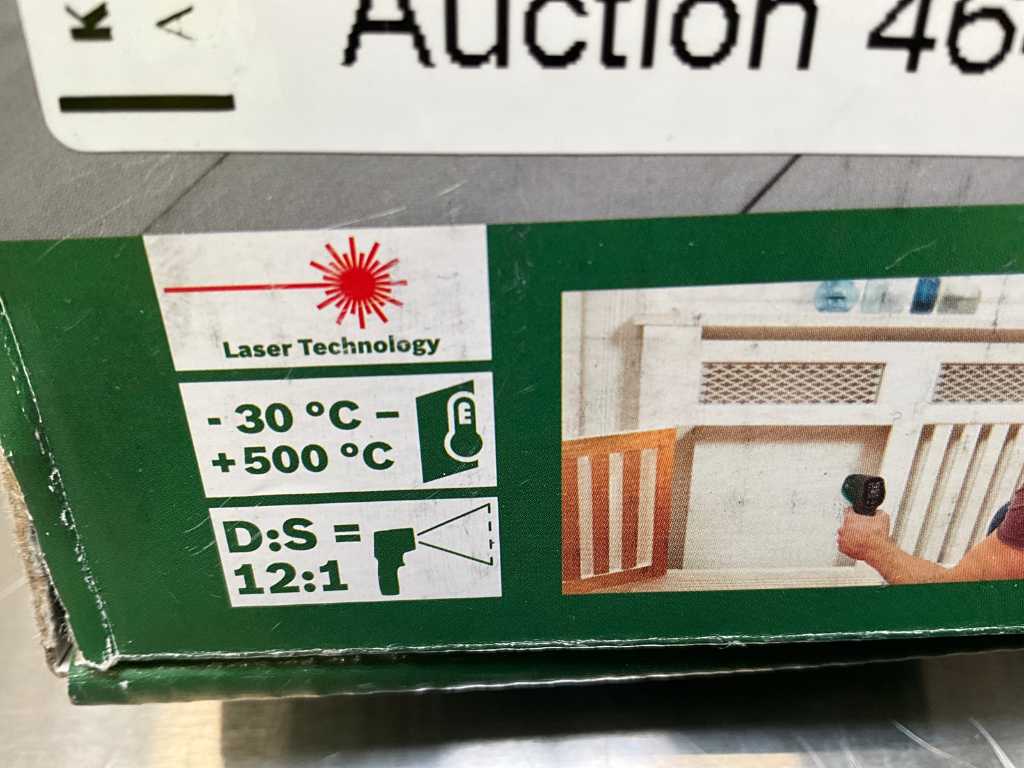 K
A
Auction 46
Laser Technology
- 30 °C –
+500 °C
D:S =
12:1